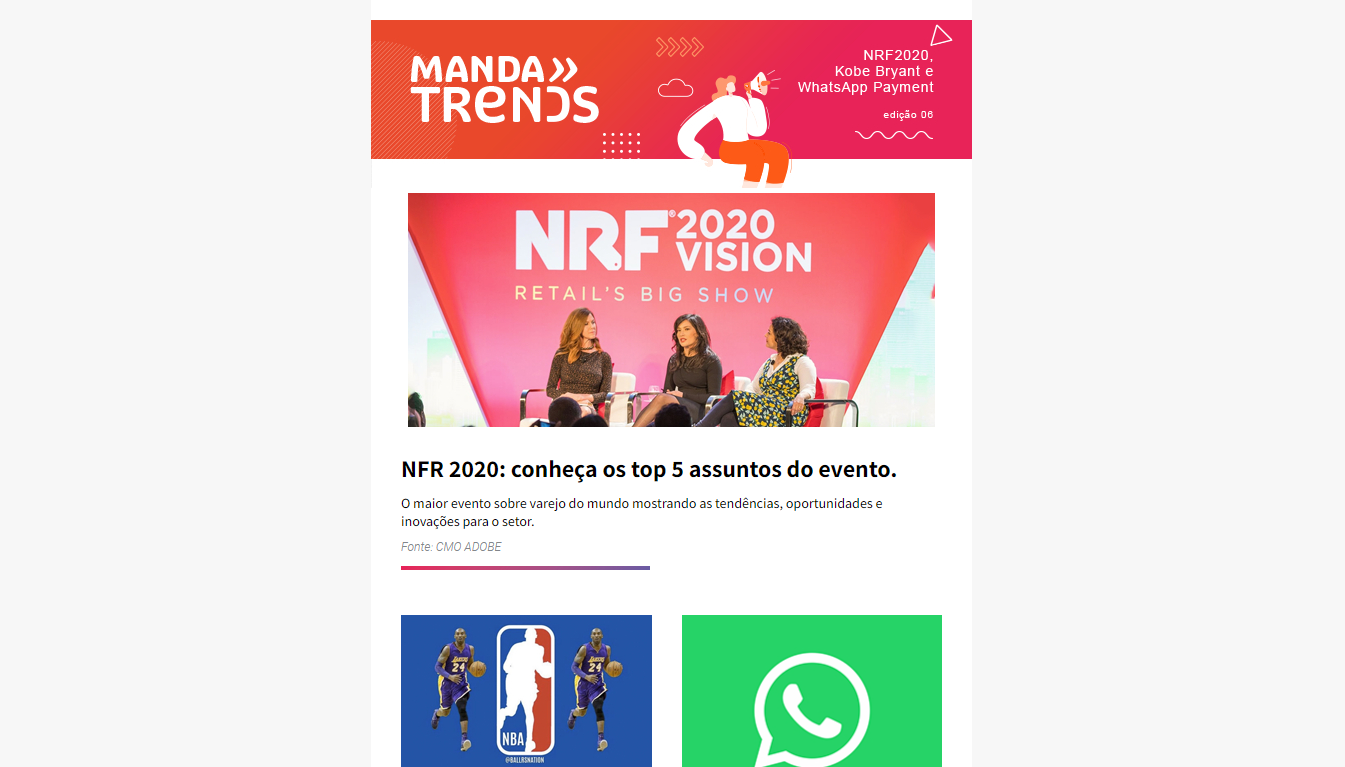 MANDA
TRENDS
NRF2020,
Kobe Bryant e
WhatsApp Payment
edição 06
NRF® 2020
VISION
RETAIL'S BIG SHOW
NFR 2020: conheça os top 5 assuntos do evento.
O maior evento sobre varejo do mundo mostrando as tendências, oportunidades e
inovações para o setor.
Fonte: CMO ADOBE
LAKERS
24
LAKERS
24
NBA
@BALLRSNATION